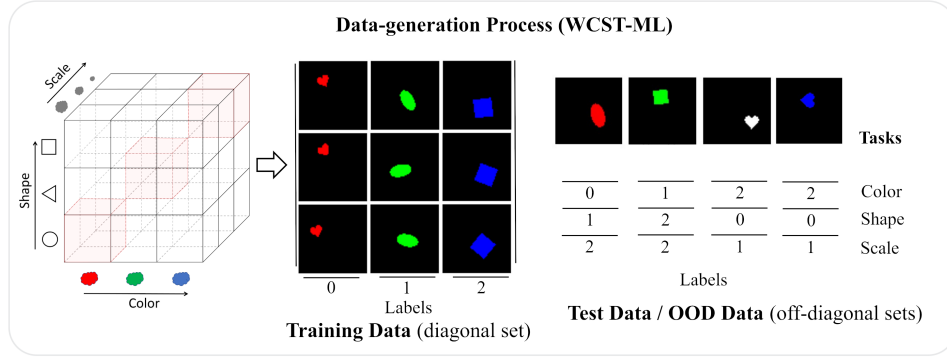 Data-generation Process (WCST-ML)
Scale
Shape
Color
0 1 2
Labels
Training Data (diagonal set)
Tasks
0 1 2 2 Color
1 2 0 0 Shape
2 2 1 1 Scale
Labels
Test Data / OOD Data (off-diagonal sets)